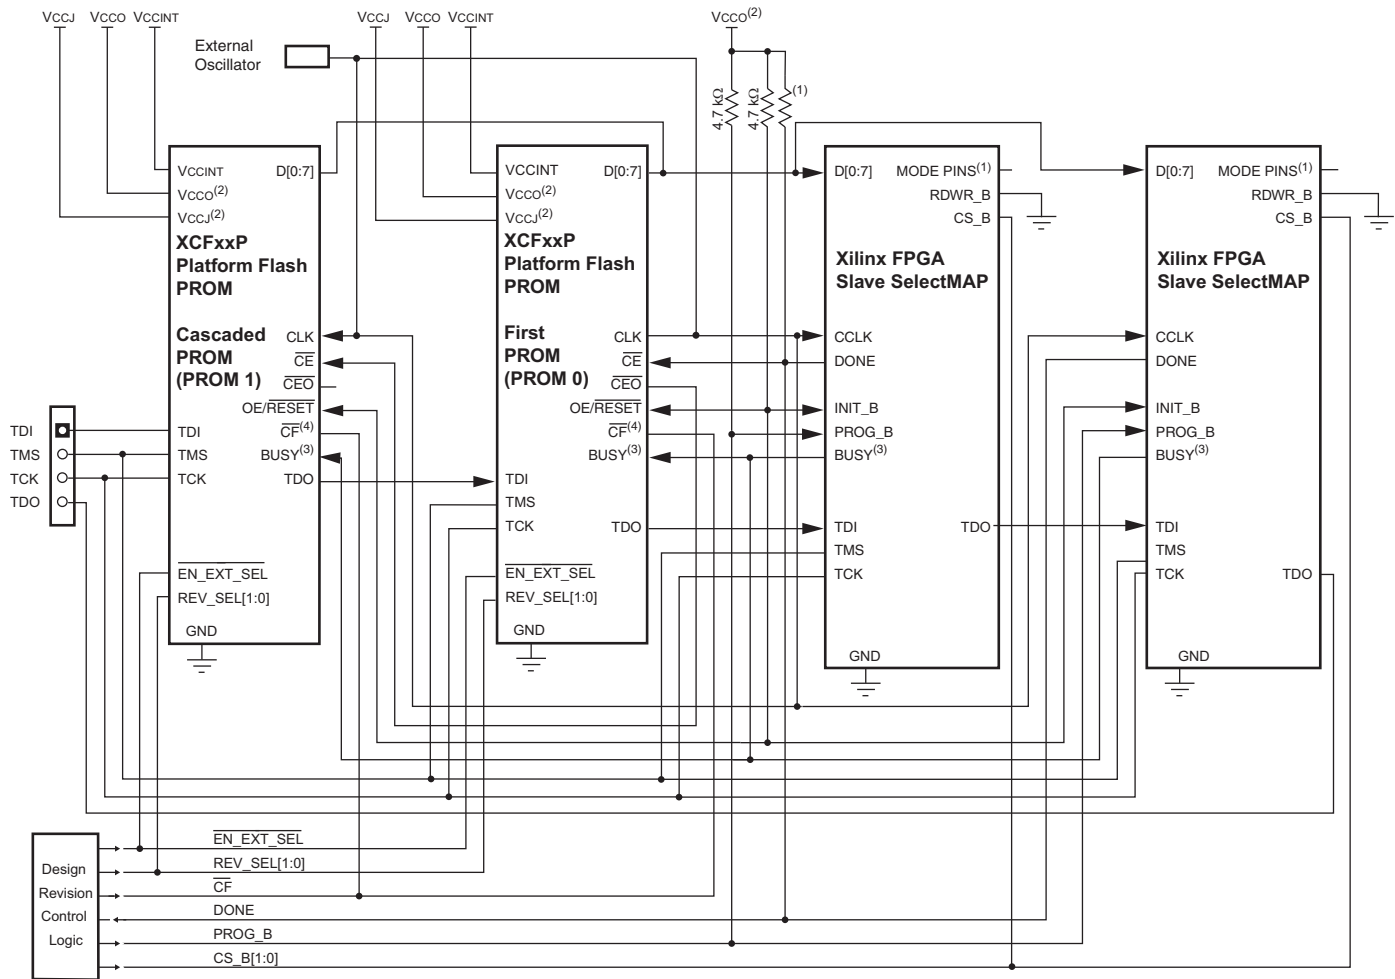 VCCJ VCCO VCCINT
VCCJ VCCO VCCINT
VCCO(2)
External
Oscillator
4.7 kΩ
4.7 kΩ
(1)
VCCINT
VCCO(2)
VCCJ(2)
D[0:7]
XCFxxP
Platform Flash
PROM
Cascaded
PROM
(PROM 1)
CLK
CE
CEO
OE/RESET
CF(4)
BUSY(3)
TDO
TDI
TMS
TCK
EN_EXT_SEL
REV_SEL[1:0]
GND
TDI
TMS
TCK
TDO
VCCINT
VCCO(2)
VCCJ(2)
D[0:7]
XCFxxP
Platform Flash
PROM
First
PROM
(PROM 0)
CLK
CE
CEO
OE/RESET
CF(4)
BUSY(3)
TDI
TMS
TCK
TDO
EN_EXT_SEL
REV_SEL[1:0]
GND
D[0:7]
MODE PINS(1)
RDWR_B
CS_B
Xilinx FPGA
Slave SelectMAP
CCLK
DONE
INIT_B
PROG_B
BUSY(3)
TDI
TMS
TCK
TDO
GND
D[0:7]
MODE PINS(1)
RDWR_B
CS_B
Xilinx FPGA
Slave SelectMAP
CCLK
DONE
INIT_B
PROG_B
BUSY(3)
TDI
TMS
TCK
TDO
GND
Design
Revision
Control
Logic
EN_EXT_SEL
REV_SEL[1:0]
CF
DONE
PROG_B
CS_B[1:0]